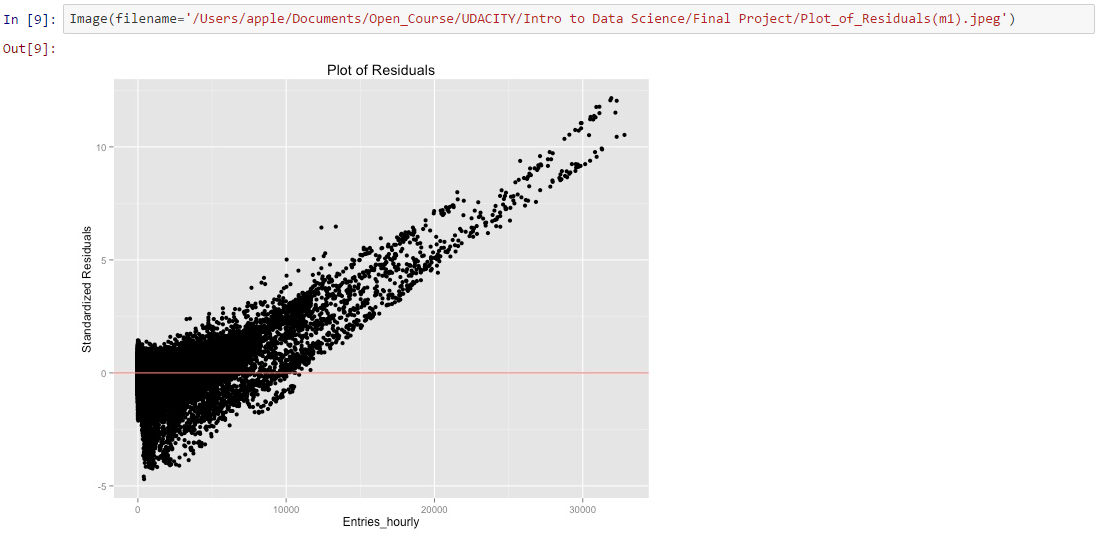 In [9]: Image(filename='/Users/apple/Documents/Open_Course/UDACITY/Intro to Data Science/Final Project/Plot_of_Residuals(m1).jpeg')
Out[9]:
Plot of Residuals
10
5
0
-5
Standardized Residuals
0 10000 20000 30000
Entries_hourly